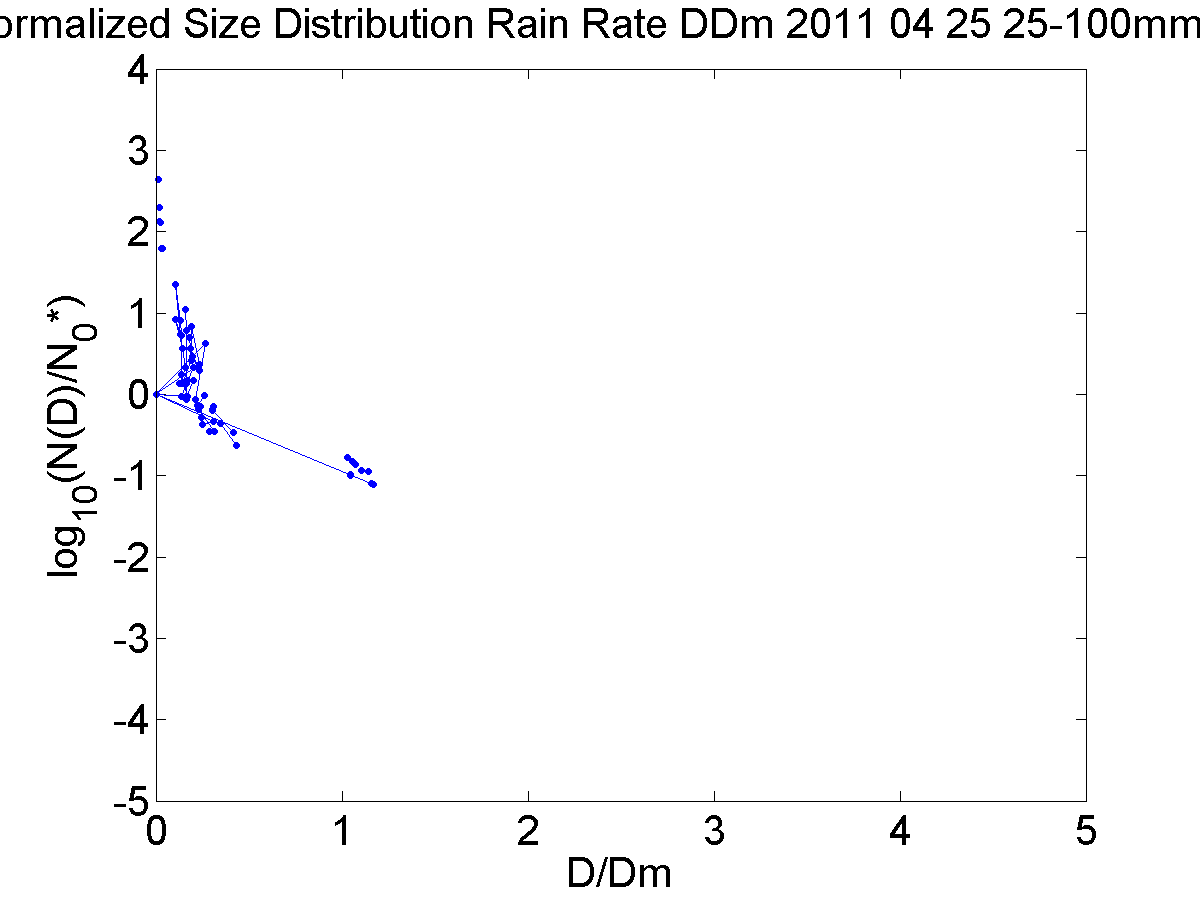 ormalized Size Distribution Rain Rate DDm 2011 04 25 25-100mm
4
3
2
1
0
-1
-2
-3
-4
-5
log10(N(D)/N0*)
0 1 2 3 4 5
D/Dm